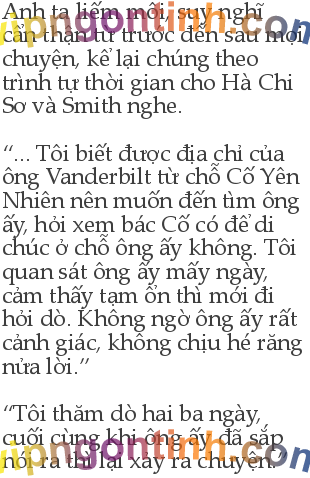 Anh ta liếm môi, suy nghĩ
cẩn thận từ trước đến sau mọi
chuyện, kể lại chúng theo
trình tự thời gian cho Hà Chi
Sơ và Smith nghe.
“... Tôi biết được địa chỉ của
ông Vanderbilt từ chỗ Cố Yên
Nhiên nên muốn đến tìm ông
ấy, hỏi xem bác Cố có để di
chúc ở chỗ ông ấy không. Tôi
quan sát ông ấy mấy ngày,
cảm thấy tạm ổn thì mới đi
hỏi dò. Không ngờ ông ấy rất
cảnh giác, không chịu hé răng
nửa lời.”
“Tôi thăm dò hai ba ngày,
cuối cùng khi ông ấy đã sắp
nói ra thì lại xảy ra chuyện.”
vipngontinh.com
vipngontinh.com